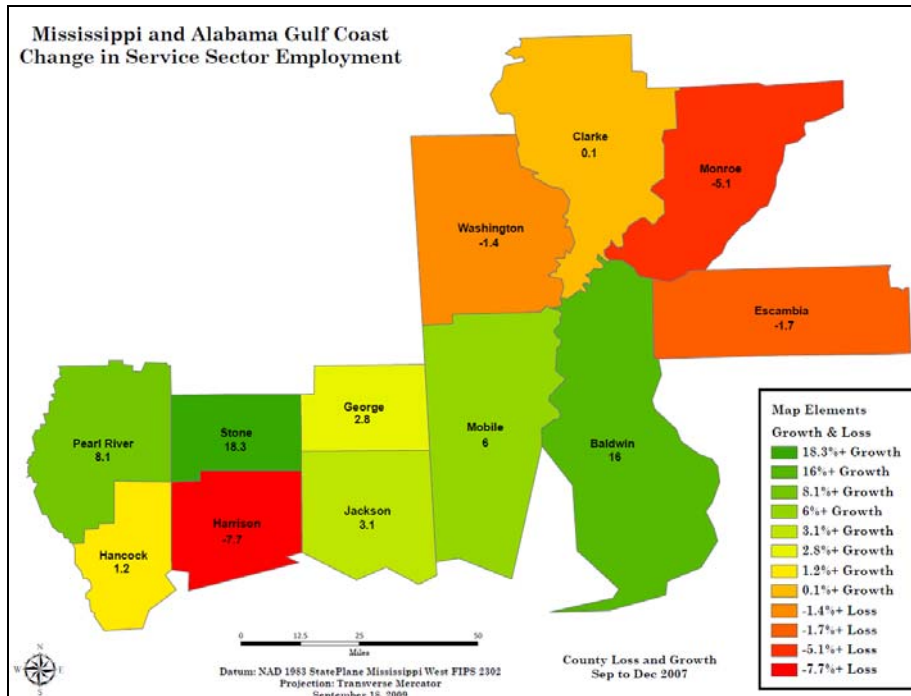 Mississippi and Alabama Gulf Coast
Change in Service Sector Employment
Clarke
0.1
Monroe
-5.1
Washington
-1.4
Escambia
-1.7
George
2.8
Pearl River
8.1
Stone
18.3
Mobile
6
Baldwin
16
Jackson
3.1
Harrison
-7.7
Hancock
1.2
Map Elements
Growth & Loss
18.3%+ Growth
16%+ Growth
8.1%+ Growth
6%+ Growth
3.1%+ Growth
2.8%+ Growth
1.2%+ Growth
0.1%+ Growth
-1.4%+ Loss
-1.7%+ Loss
-5.1%+ Loss
-7.7%+ Loss
N
W E
S
0 12.5 25 50
Miles
Datum: NAD 1983 StatePlane Mississippi West FIPS 2302
Projection: Transverse Mercator
September 18, 2009
County Loss and Growth
Sep to Dec 2007